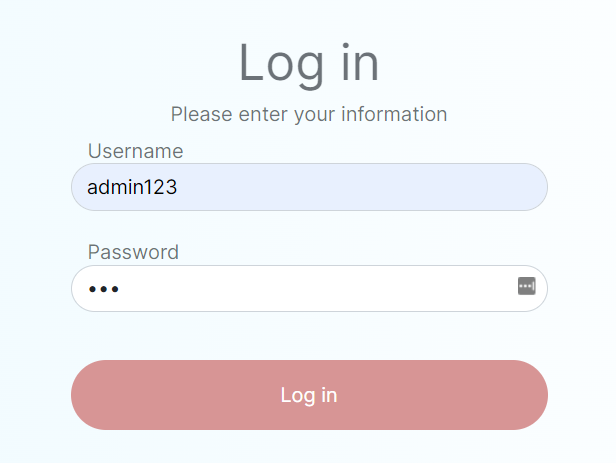 Log in
Please enter your information
Username
admin123
Password
•••
Log in